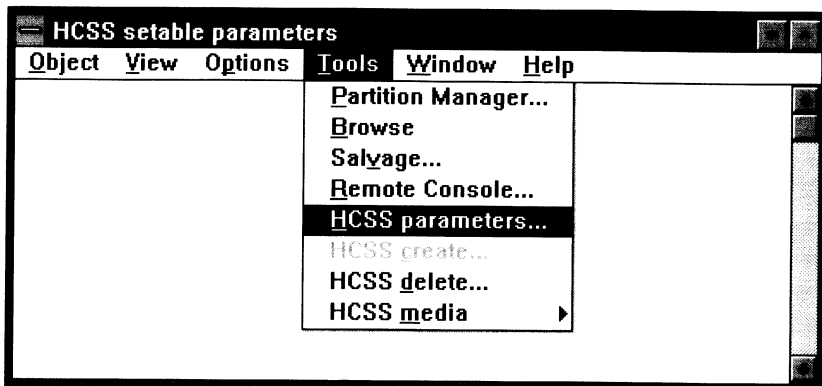 HCSS setable parameters
Object View Options Tools Window Help
Partition Manager...
Browse
Salvage...
Remote Console...
HCSS parameters...
HCSS create...
HCSS delete...
HCSS media